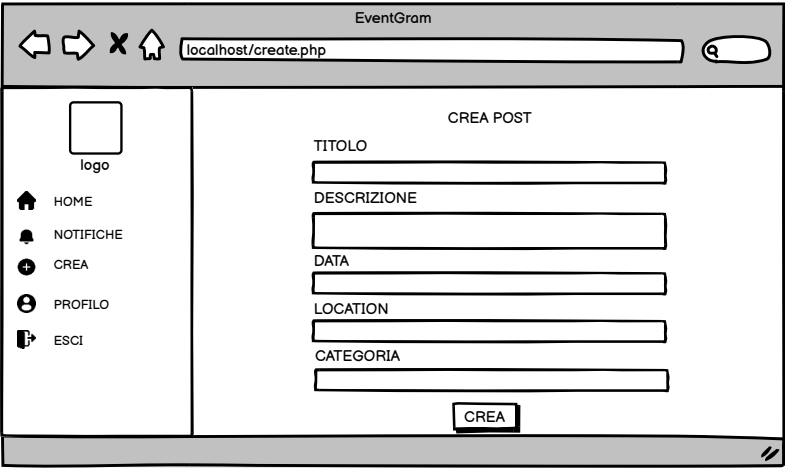 EventGram
localhost/create.php
logo
HOME
NOTIFICHE
CREA
PROFILO
ESCI
CREA POST
TITOLO
DESCRIZIONE
DATA
LOCATION
CATEGORIA
CREA